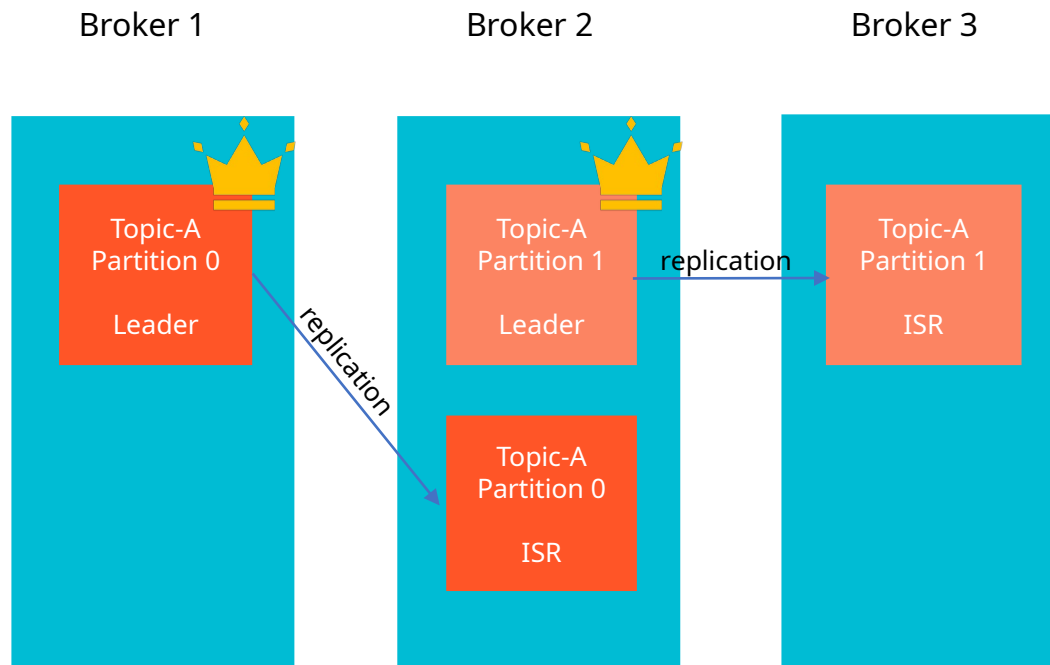 Broker 1
Broker 2
Broker 3
Topic-A
Partition 0
Leader
replication
Topic-A
Partition 1
Leader
replication
Topic-A
Partition 1
ISR
Topic-A
Partition 0
ISR